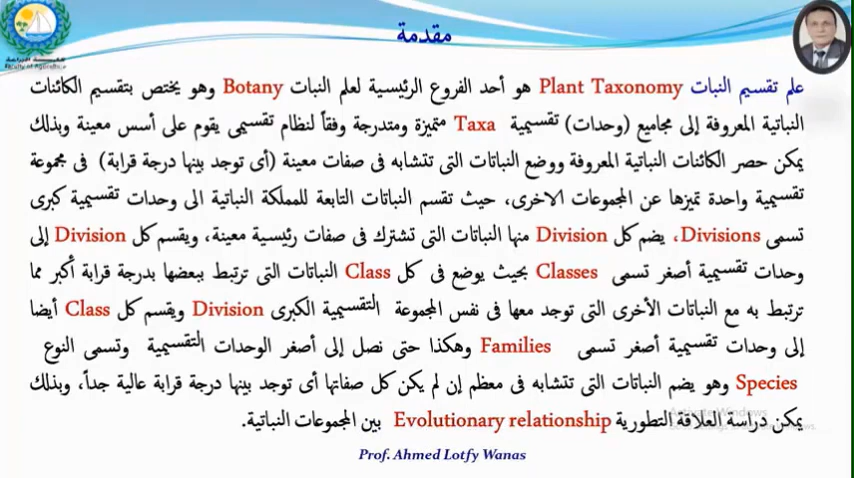 مقدمة
Faculty of Agriculture
علم تقسيم النبات Plant Taxonomy هو أحد الفروع الرئيسية لعلم النبات Botany وهو يختص بتقسيم الكائنات
النباتية المعروفة إلى مجاميع (وحدات) تقسيمية Taxa متميزة ومتدرجة وفقاً لنظام تقسيمى يقوم على أسس معينة وبذلك
يمكن حصر الكائنات النباتية المعروفة ووضع النباتات التى تتشابه فى صفات معينة (أى توجد بينها درجة قرابة) فى مجموعة
تقسيمية واحدة تميزها عن المجموعات الاخرى، حيث تقسم النباتات التابعة للمملكة النباتية الى وحدات تقسيمية كبرى
تسمى Divisions، يضم كل Division منها النباتات التى تشترك فى صفات رئيسية معينة، ويقسم كل Division إلى
وحدات تقسيمية أصغر تسمى Classes بحيث يوضع فى كل Class النباتات التى ترتبط ببعضها بدرجة قرابة أكبر مما
ترتبط به مع النباتات الأخرى التى توجد معها فى نفس المجموعة التقسيمية الكبرى Division ويقسم كل Class أيضا
إلى وحدات تقسيمية أصغر تسمى Families وهكذا حتى نصل إلى أصغر الوحدات التقسيمية وتسمى النوع
Species وهو يضم النباتات التى تتشابه فى معظم إن لم يكن كل صفاتها أى توجد بينها درجة قرابة عالية جداً، وبذلك
يمكن دراسة العلاقة التطورية Evolutionary relationship بين المجموعات النباتية.
Activate Windows
Prof. Ahmed Lotfy Wanas